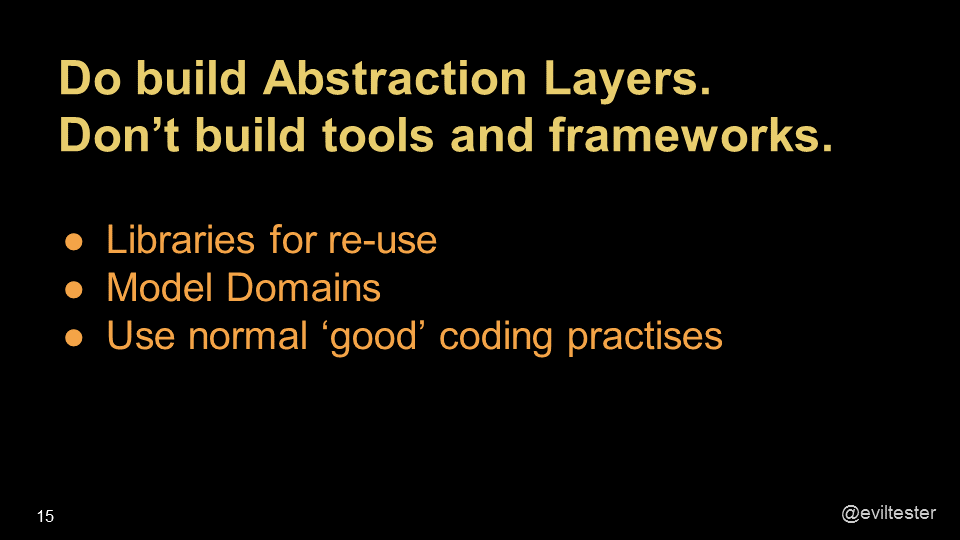 Do build Abstraction Layers.
Don’t build tools and frameworks.
● Libraries for re-use
● Model Domains
● Use normal ‘good’ coding practises
15
@eviltester